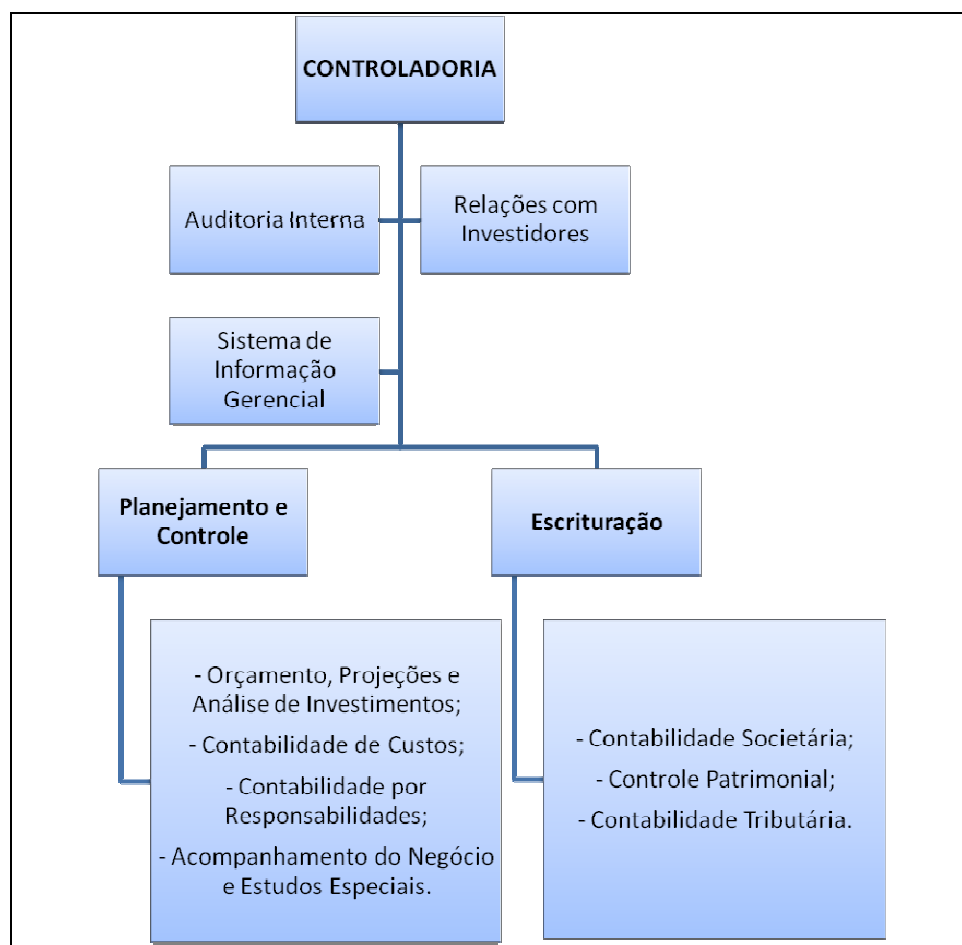 CONTROLADORIA
Auditoria Interna
Relações com
Investidores
Sistema de
Informação
Gerencial
Planejamento e
Controle
Escrituração
- Orçamento, Projeções e
Análise de Investimentos;
- Contabilidade de Custos;
- Contabilidade por
Responsabilidades;
- Acompanhamento do Negócio
e Estudos Especiais.
- Contabilidade Societária;
- Controle Patrimonial;
- Contabilidade Tributária.